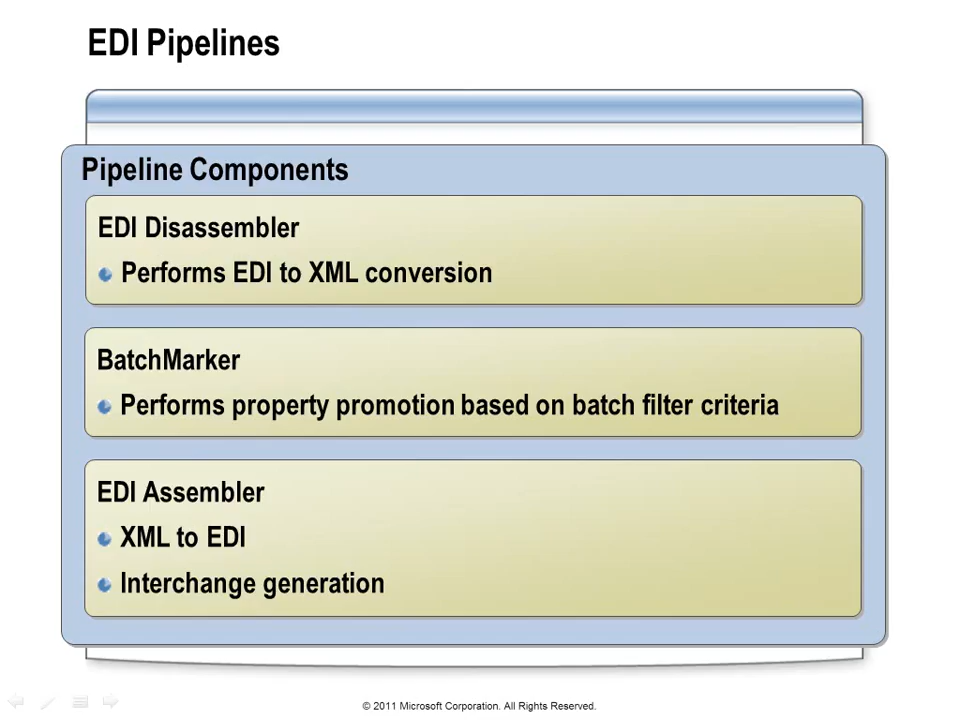 EDI Pipelines
Pipeline Components
EDI Disassembler
Performs EDI to XML conversion
BatchMarker
Performs property promotion based on batch filter criteria
EDI Assembler
XML to EDI
Interchange generation
© 2011 Microsoft Corporation. All Rights Reserved.